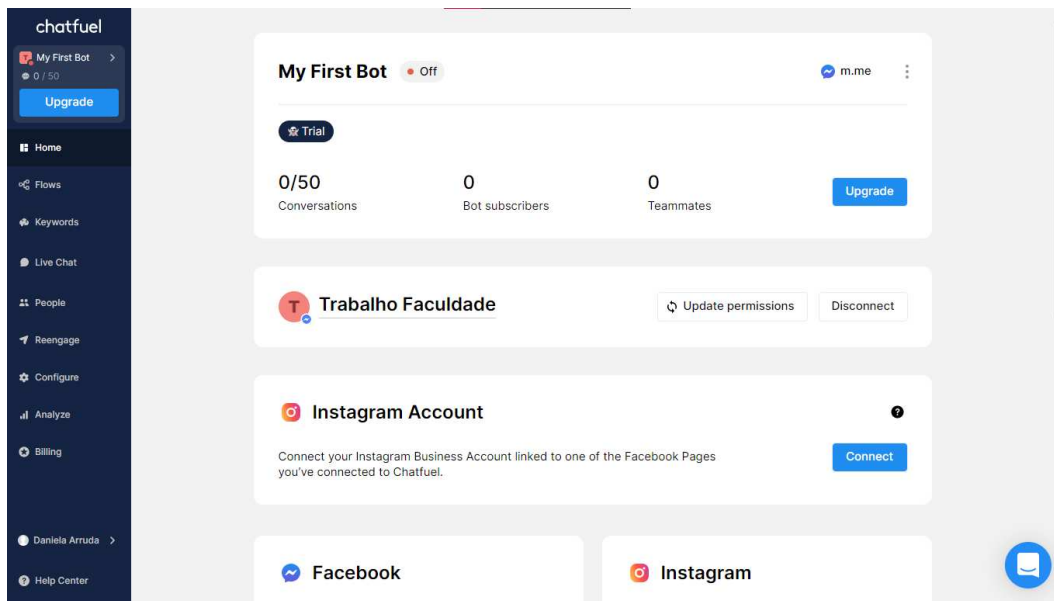 chatfuel
My First Bot
0 / 50
Upgrade
Home
Flows
Keywords
Live Chat
People
Reengage
Configure
Analyze
Billing
Daniela Arruda
Help Center
My First Bot
Off
m.me
Trial
0/50
0
0
Conversations
Bot subscribers
Teammates
Upgrade
T
Trabalho Faculdade
Update permissions
Disconnect
Instagram Account
Connect your Instagram Business Account linked to one of the Facebook Pages
you've connected to Chatfuel.
Connect
Facebook
Instagram